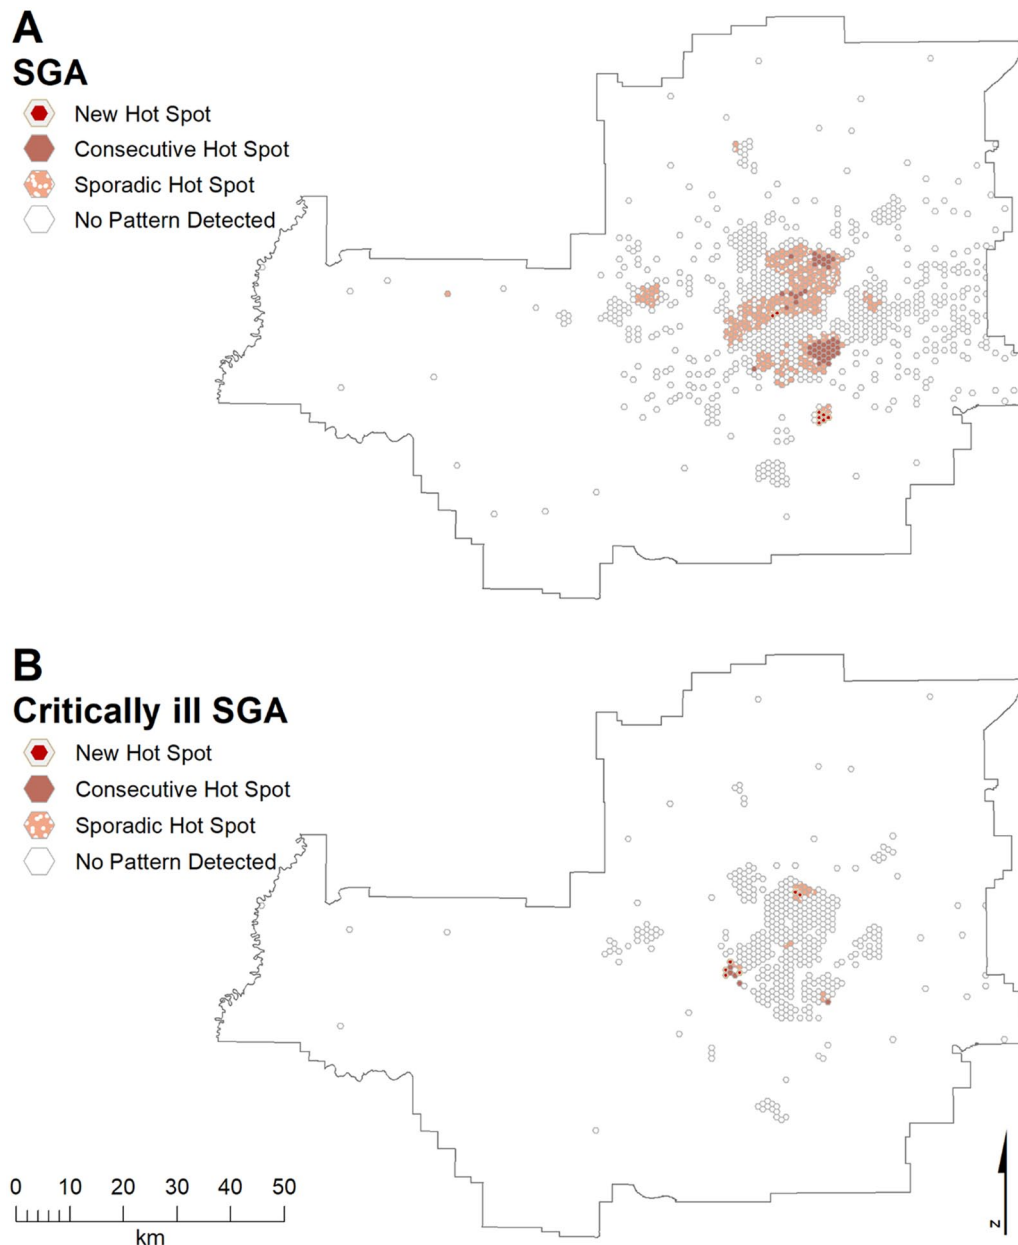 A
SGA
New Hot Spot
Consecutive Hot Spot
Sporadic Hot Spot
No Pattern Detected
B
Critically ill SGA
New Hot Spot
Consecutive Hot Spot
Sporadic Hot Spot
No Pattern Detected
0 10 20 30 40 50
km
N